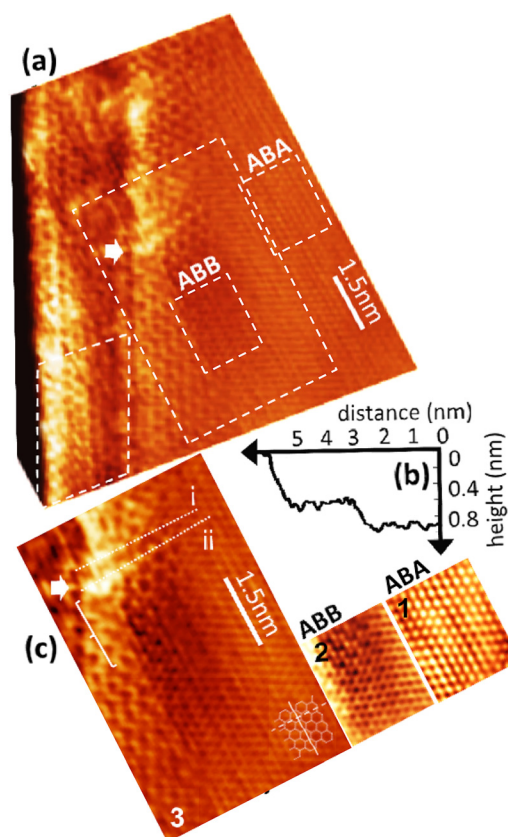 (a)
ABA
ABB
1.5nm
distance (nm)
5 4 3 2 1 0
0
(b)
0.4
0.8
height (nm)
i
ii
1.5nm
(c)
ABB
2
ABA
1
3